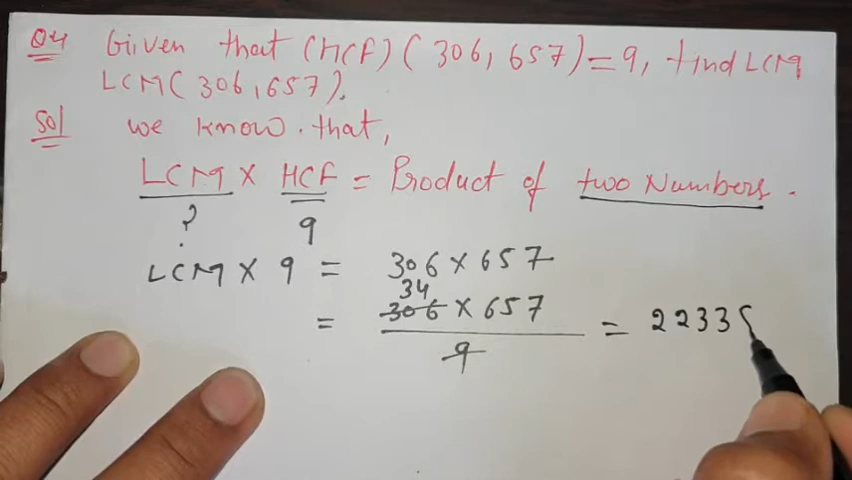 Q4 Given that (HCF) (306, 657) = 9, find LCM
LCM (306, 657).
Sol we know that,
LCM × HCF = Product of two Numbers.
? 9
LCM × 9 = 306 × 657
34
= 306 × 657 = 2233
9